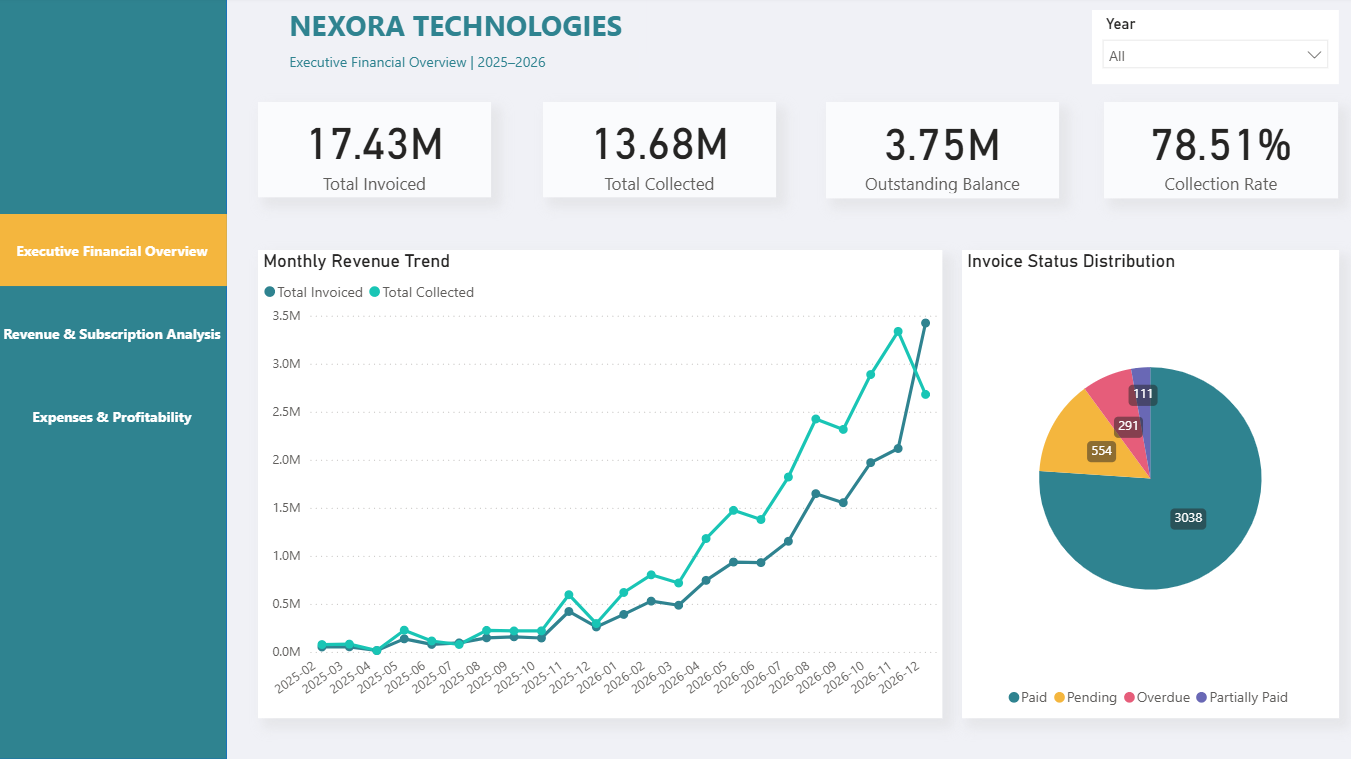 NEXORA TECHNOLOGIES
Executive Financial Overview | 2025–2026
Year
All
17.43M
Total Invoiced
13.68M
Total Collected
3.75M
Outstanding Balance
78.51%
Collection Rate
Executive Financial Overview
Revenue & Subscription Analysis
Expenses & Profitability
Monthly Revenue Trend
Total Invoiced
Total Collected
3.5M
3.0M
2.5M
2.0M
1.5M
1.0M
0.5M
0.0M
2025-02
2025-03
2025-04
2025-05
2025-06
2025-07
2025-08
2025-09
2025-10
2025-11
2025-12
2026-01
2026-02
2026-03
2026-04
2026-05
2026-06
2026-07
2026-08
2026-09
2026-10
2026-11
2026-12
Invoice Status Distribution
111
291
554
3038
Paid
Pending
Overdue
Partially Paid